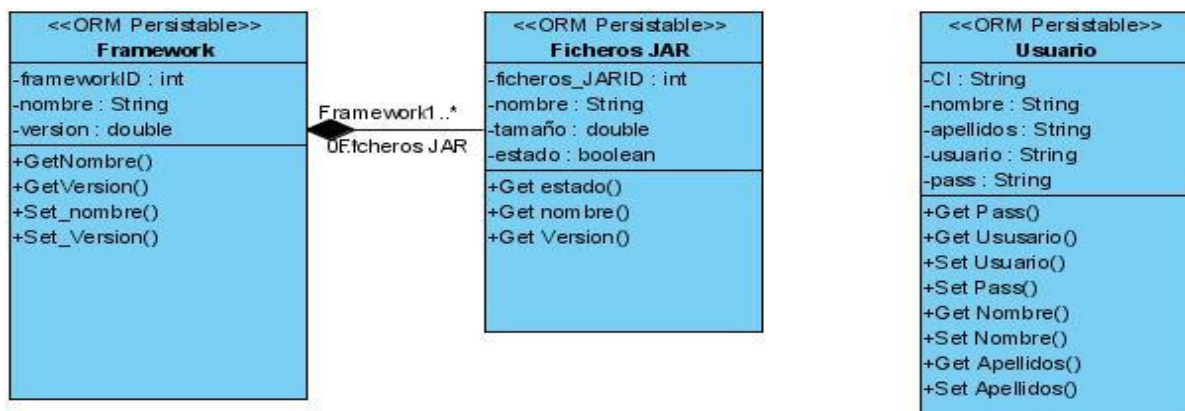 <<ORM Persistable>>
Framework
-frameworkID : int
-nombre : String
-version : double
+GetNombre()
+GetVersion()
+Set_nombre()
+Set_Version()
Framework1..*
Ficheros JAR
<<ORM Persistable>>
Ficheros JAR
-ficheros_JARID : int
-nombre : String
-tamaño : double
-estado : boolean
+Get estado()
+Get nombre()
+Get Version()
<<ORM Persistable>>
Usuario
-CI : String
-nombre : String
-apellidos : String
-usuario : String
-pass : String
+Get Pass()
+Get Ususario()
+Set Usuario()
+Set Pass()
+Get Nombre()
+Set Nombre()
+Get Apellidos()
+Set Apellidos()